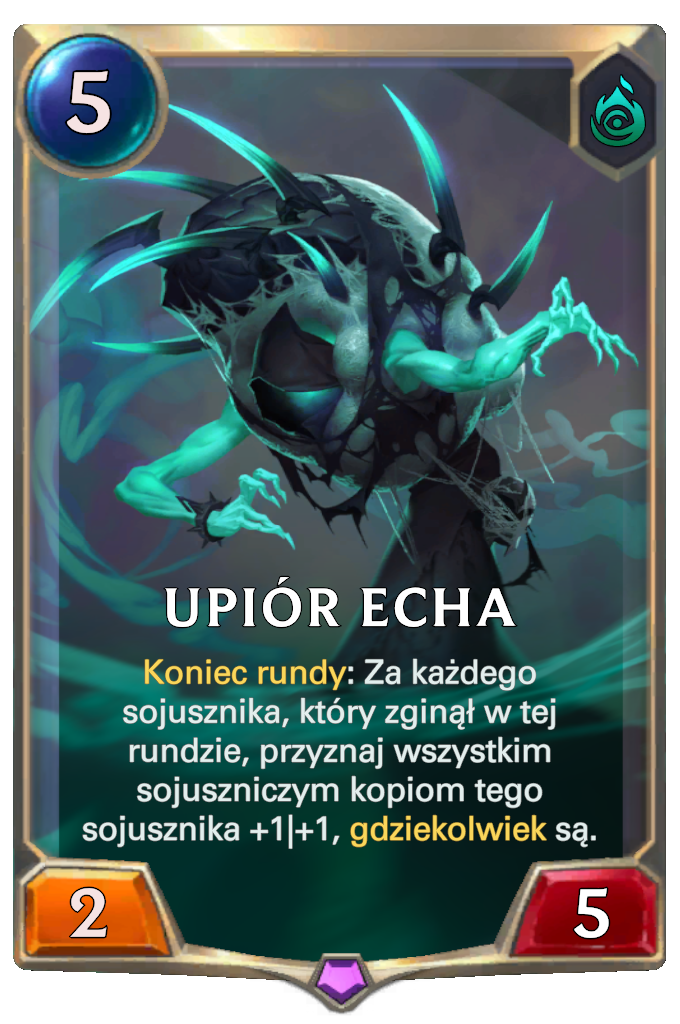 5
UPIÓR ECHA
Koniec rundy: Za każdego
sojusznika, który zginął w tej
rundzie, przyznaj wszystkim
sojuszniczym kopiom tego
sojusznika +1|+1, gdziekolwiek są.
2
5